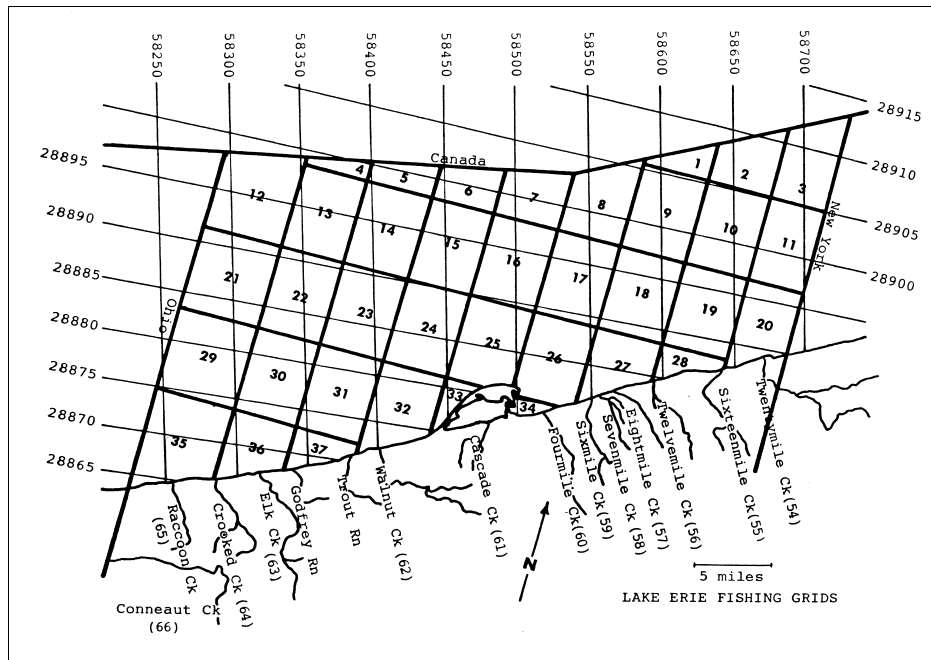 58250
58300
58350
58400
58450
58500
58550
58600
58650
58700
28915
28910
28905
28900
28895
28890
28885
28880
28875
28870
28865
Canada
New York
Ohio
1
2
3
4
5
6
7
8
9
10
11
12
13
14
15
16
17
18
19
20
21
22
23
24
25
26
27
28
29
30
31
32
33
34
35
36
37
Raccoon Ck
(65)
Crooked Ck (64)
Elk Ck (63)
Godfrey Rn
Trout Rn
Walnut Ck (62)
Cascade Ck (61)
Fourmile Ck(60)
Sixmile Ck(59)
Sevenmile Ck (58)
Eightmile Ck (57)
Twelvemile Ck (56)
Sixteenmile Ck (55)
Twentymile Ck(54)
Conneaut Ck
(66)
N
5 miles
LAKE ERIE FISHING GRIDS